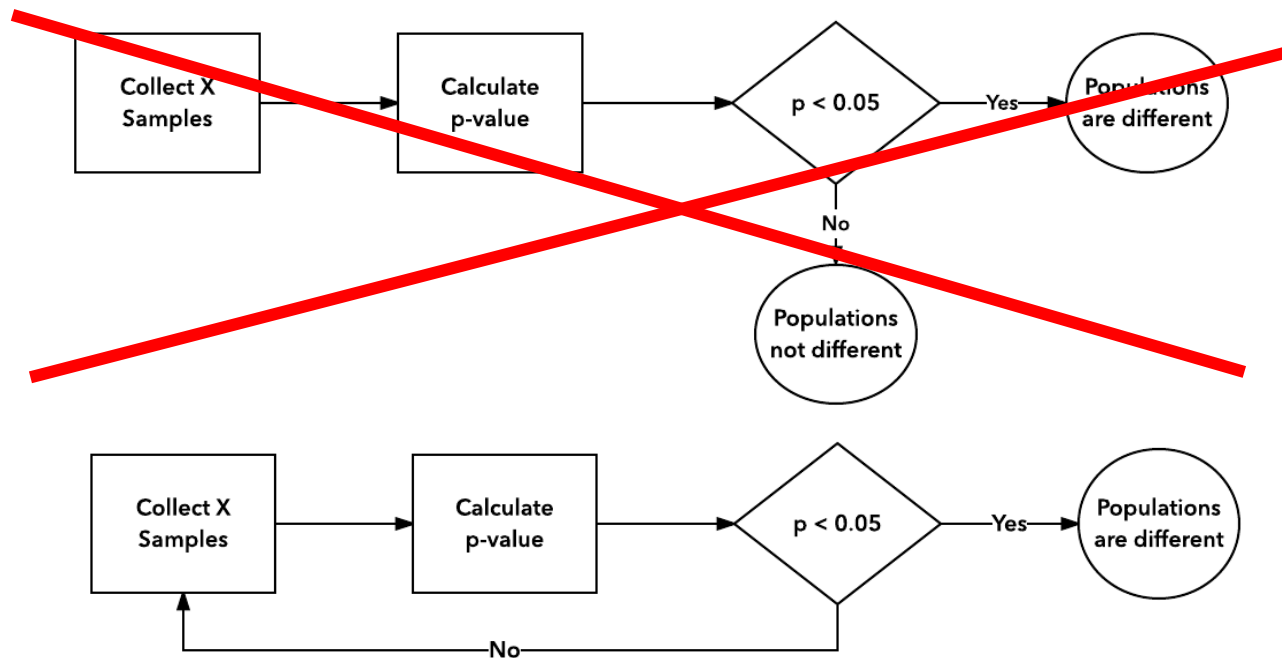 Collect X
Samples
Calculate
p-value
p < 0.05
Yes
Populations
are different
No
Populations
not different
Collect X
Samples
Calculate
p-value
p < 0.05
Yes
Populations
are different
No